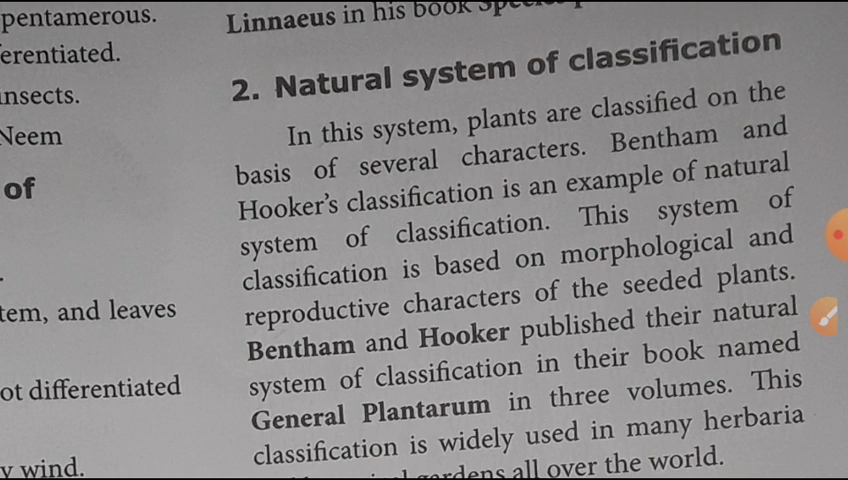 pentamerous.
erentiated.
insects.
Neem
of
tem, and leaves
ot differentiated
y wind.
Linnaeus in his book
2. Natural system of classification
In this system, plants are classified on the
basis of several characters. Bentham and
Hooker's classification is an example of natural
system of classification. This system of
classification is based on morphological and
reproductive characters of the seeded plants.
Bentham and Hooker published their natural
system of classification in their book named
General Plantarum in three volumes. This
classification is widely used in many herbaria
all over the world.